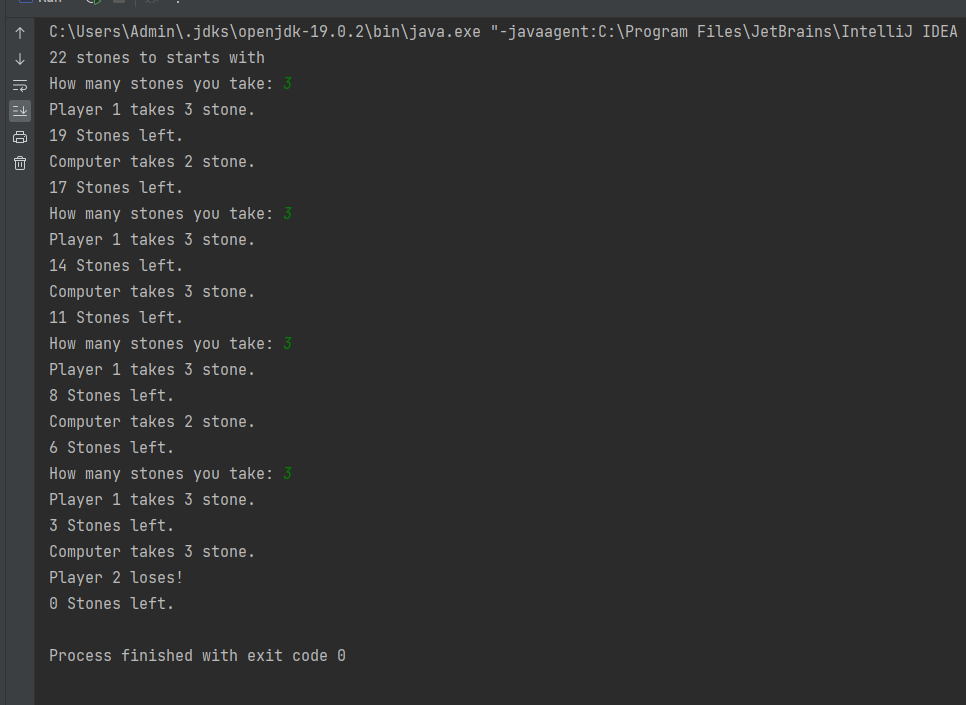 Run
C:\Users\Admin\.jdks\openjdk-19.0.2\bin\java.exe "-javaagent:C:\Program Files\JetBrains\IntelliJ IDEA
22 stones to starts with
How many stones you take: 3
Player 1 takes 3 stone.
19 Stones left.
Computer takes 2 stone.
17 Stones left.
How many stones you take: 3
Player 1 takes 3 stone.
14 Stones left.
Computer takes 3 stone.
11 Stones left.
How many stones you take: 3
Player 1 takes 3 stone.
8 Stones left.
Computer takes 2 stone.
6 Stones left.
How many stones you take: 3
Player 1 takes 3 stone.
3 Stones left.
Computer takes 3 stone.
Player 2 loses!
0 Stones left.
Process finished with exit code 0